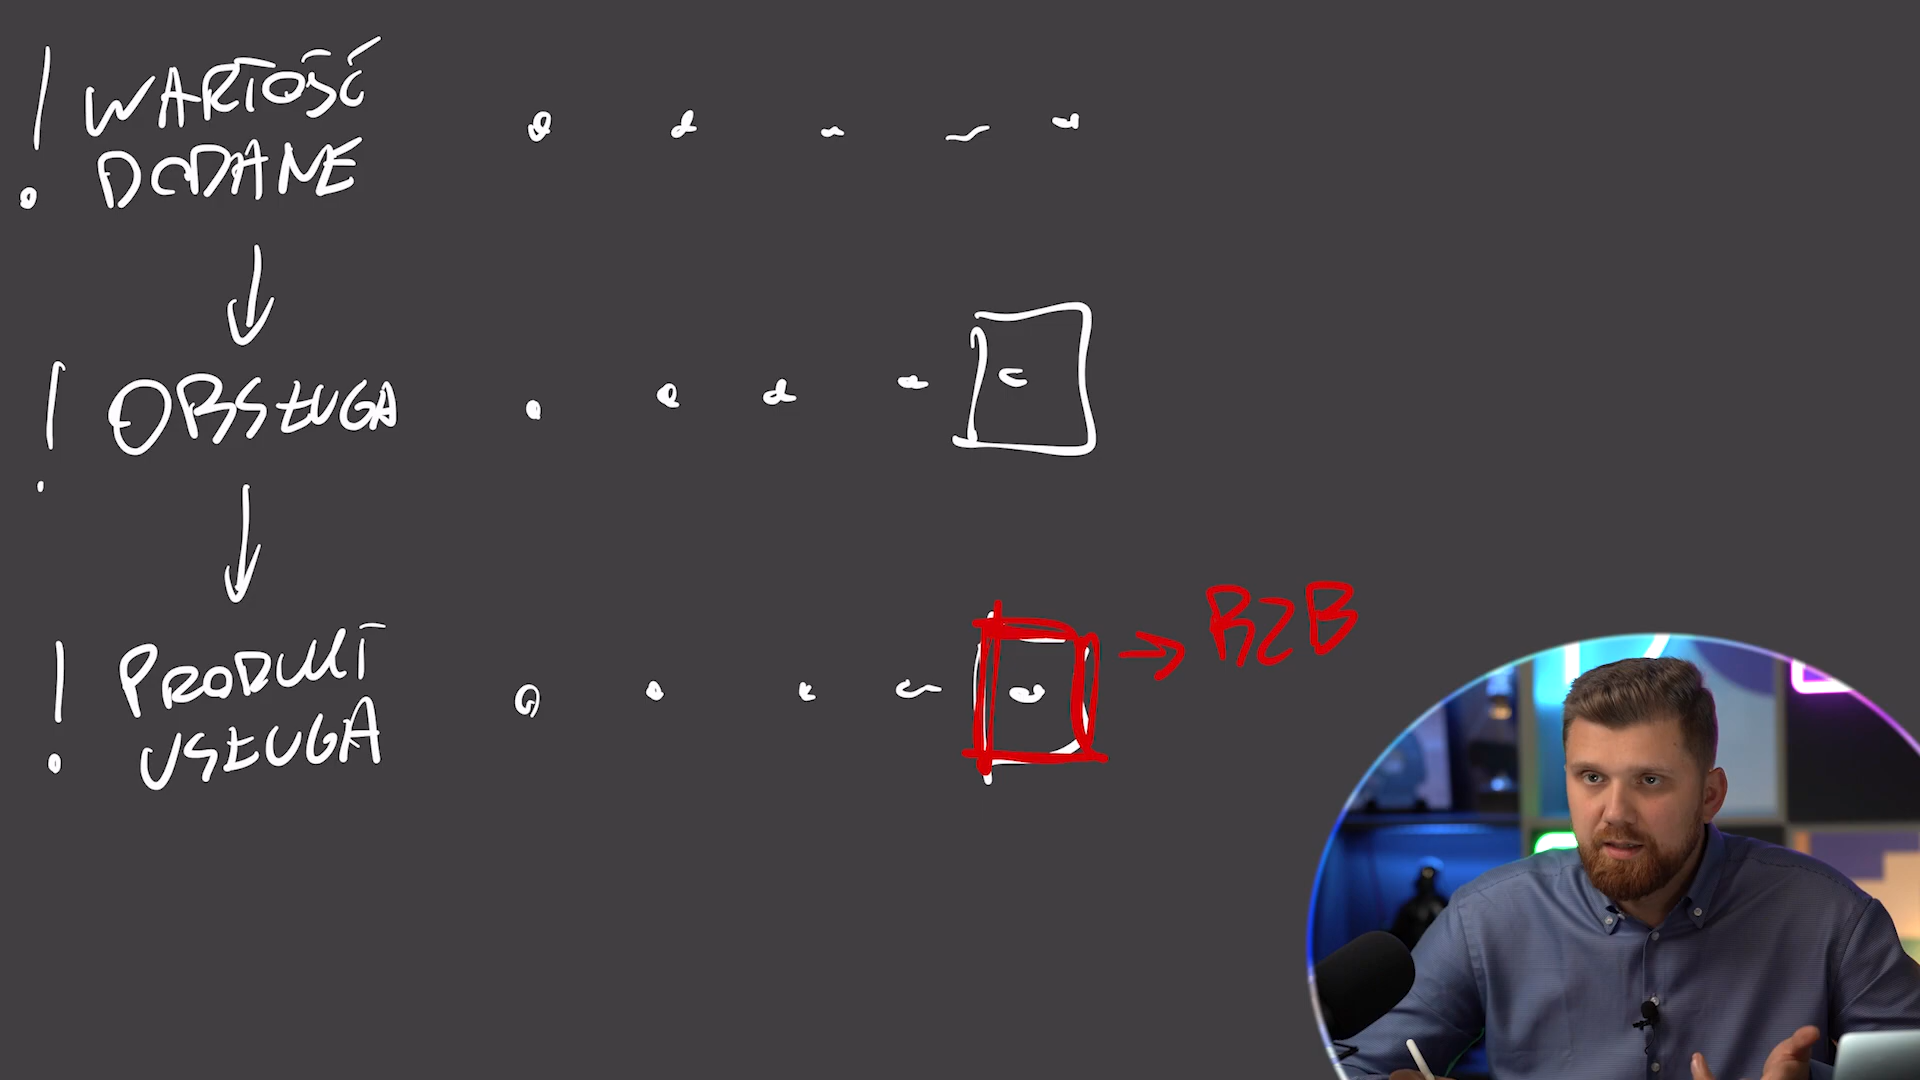 ! WARTOŚĆ
DODANE
! OBSŁUGA
! PRODUKT
USŁUGA
→ B2B